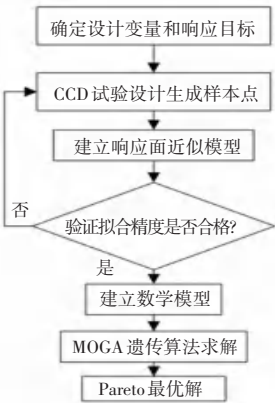 确定设计变量和响应目标
CCD试验设计生成样本点
建立响应面近似模型
否
验证拟合精度是否合格?
是
建立数学模型
MOGA遗传算法求解
Pareto最优解